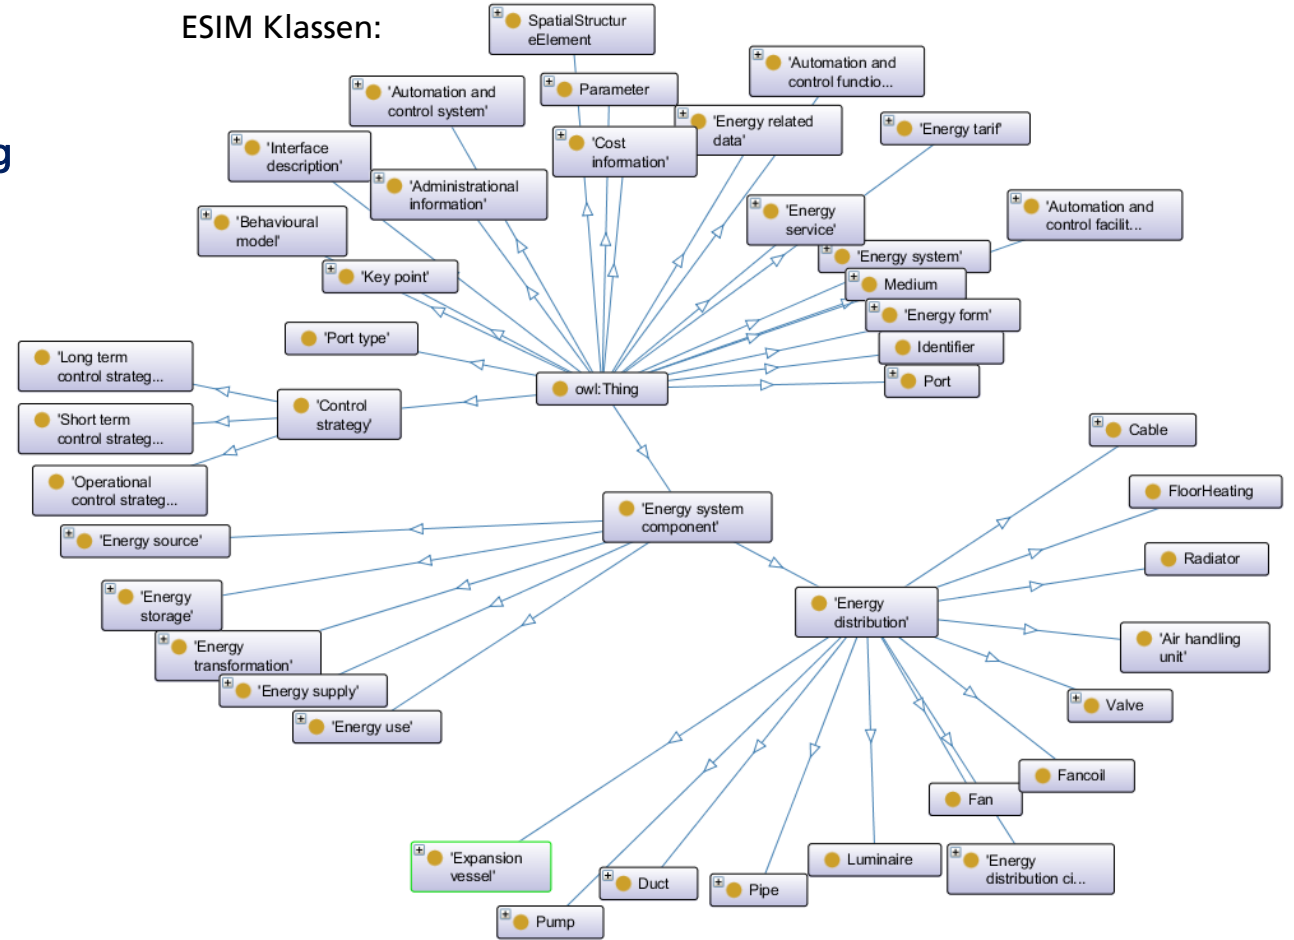 ESIM Klassen:
SpatialStructur
eElement
'Automation and
control functio...
'Automation and
control system'
Parameter
'Energy related
data'
'Energy tarif'
'Cost
information'
'Interface
description'
g
'Administrational
information'
'Behavioural
model'
'Energy
service'
'Automation and
control facilit...
'Energy system'
'Key point'
Medium
'Energy form'
'Port type'
Identifier
'Long term
control strateg...
owl:Thing
Port
'Control
strategy'
'Short term
control strateg...
Cable
'Operational
control strateg...
FloorHeating
'Energy system
component'
'Energy source'
Radiator
'Energy
storage'
'Energy
distribution'
'Air handling
unit'
'Energy
transformation'
'Energy supply'
Valve
'Energy use'
Fancoil
Fan
'Expansion
vessel'
Luminaire
'Energy
distribution ci...
Duct
Pipe
Pump